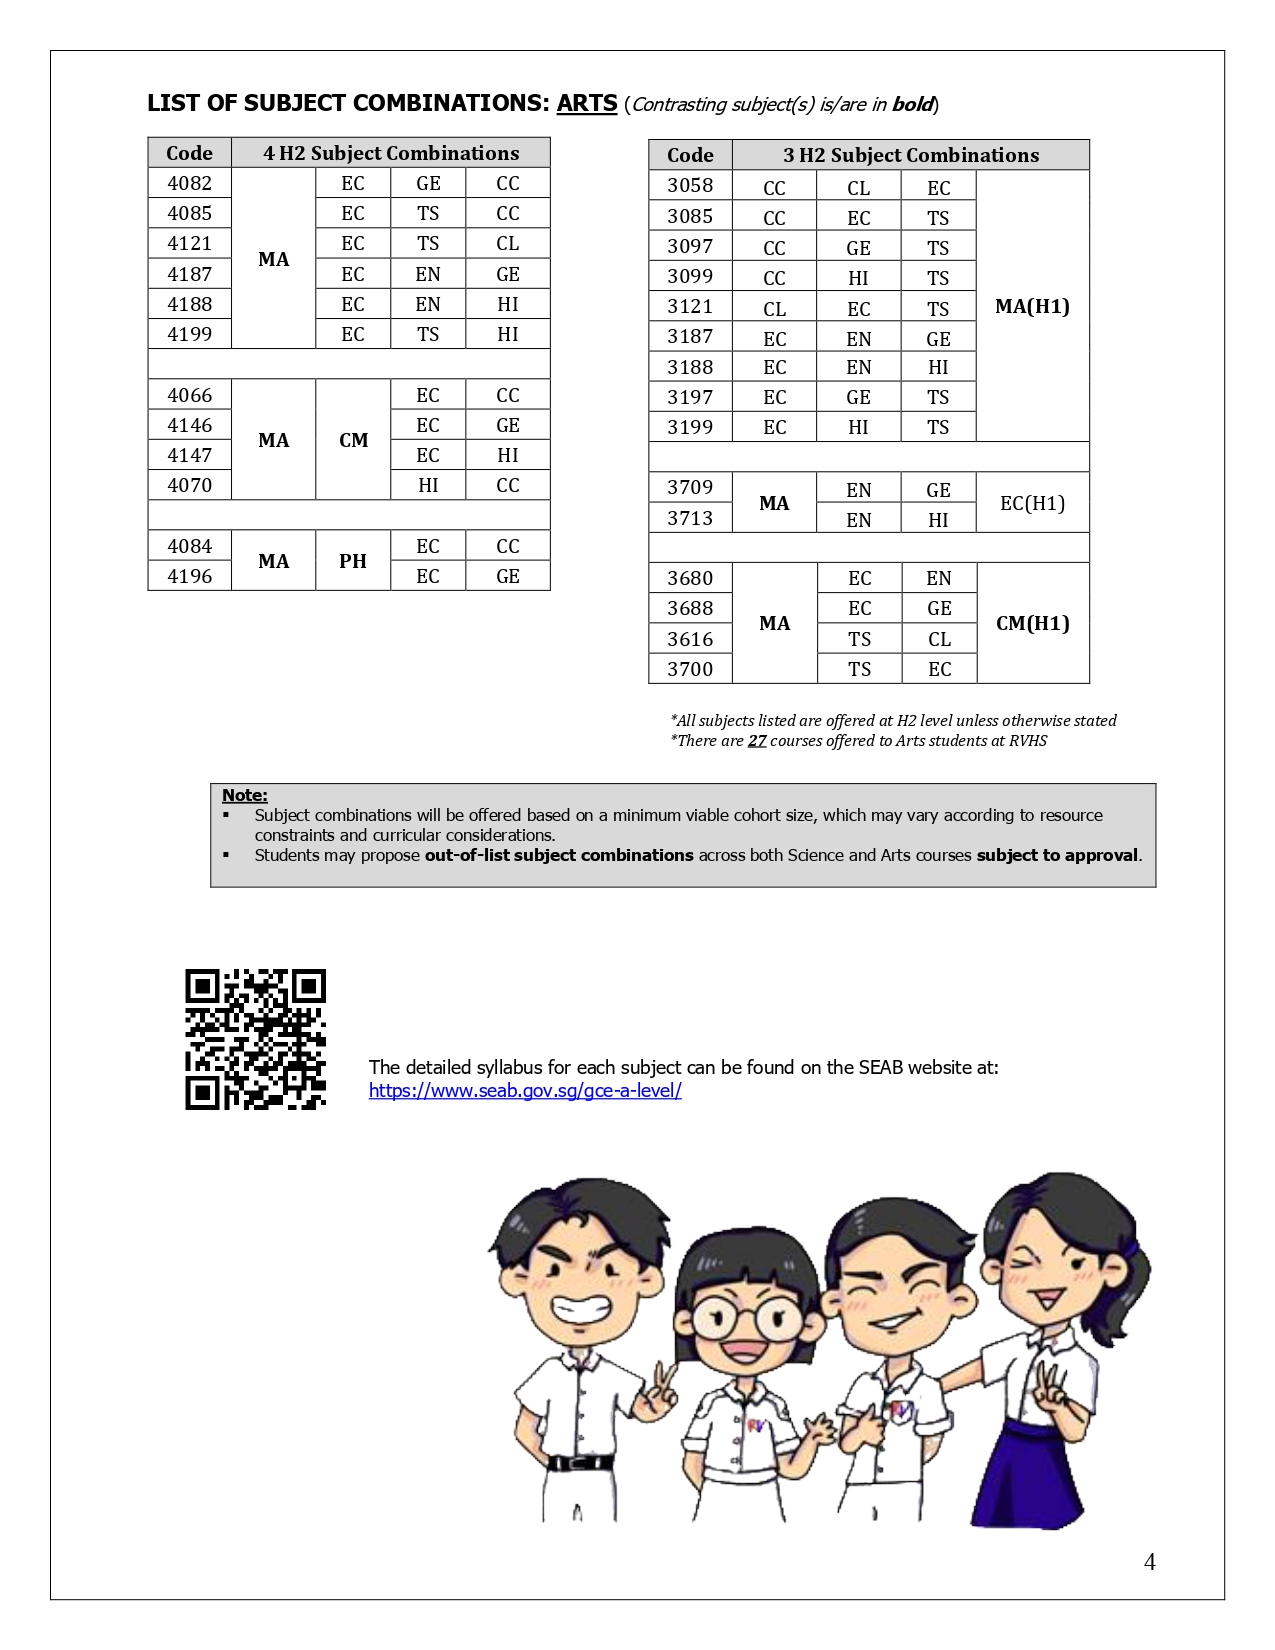 LIST OF SUBJECT COMBINATIONS: ARTS (Contrasting subject(s) is/are in bold)
Code 4 H2 Subject Combinations
4082 MA EC GE CC
4085 EC TS CC
4121 EC TS CL
4187 EC EN GE
4188 EC EN HI
4199 EC TS HI
4066 MA CM EC CC
4146 EC GE
4147 EC HI
4070 HI CC
4084 MA PH EC CC
4196 EC GE
Code 3 H2 Subject Combinations
3058 CC CL EC MA(H1)
3085 CC EC TS
3097 CC GE TS
3099 CC HI TS
3121 CL EC TS
3187 EC EN GE
3188 EC EN HI
3197 EC GE TS
3199 EC HI TS
3709 MA EN GE EC(H1)
3713 EN HI
3680 MA EC EN CM(H1)
3688 EC GE
3616 TS CL
3700 TS EC
*All subjects listed are offered at H2 level unless otherwise stated
*There are 27 courses offered to Arts students at RVHS
Note:
▪ Subject combinations will be offered based on a minimum viable cohort size, which may vary according to resource
constraints and curricular considerations.
▪ Students may propose out-of-list subject combinations across both Science and Arts courses subject to approval.
The detailed syllabus for each subject can be found on the SEAB website at:
https://www.seab.gov.sg/gce-a-level/
RV
RV
4